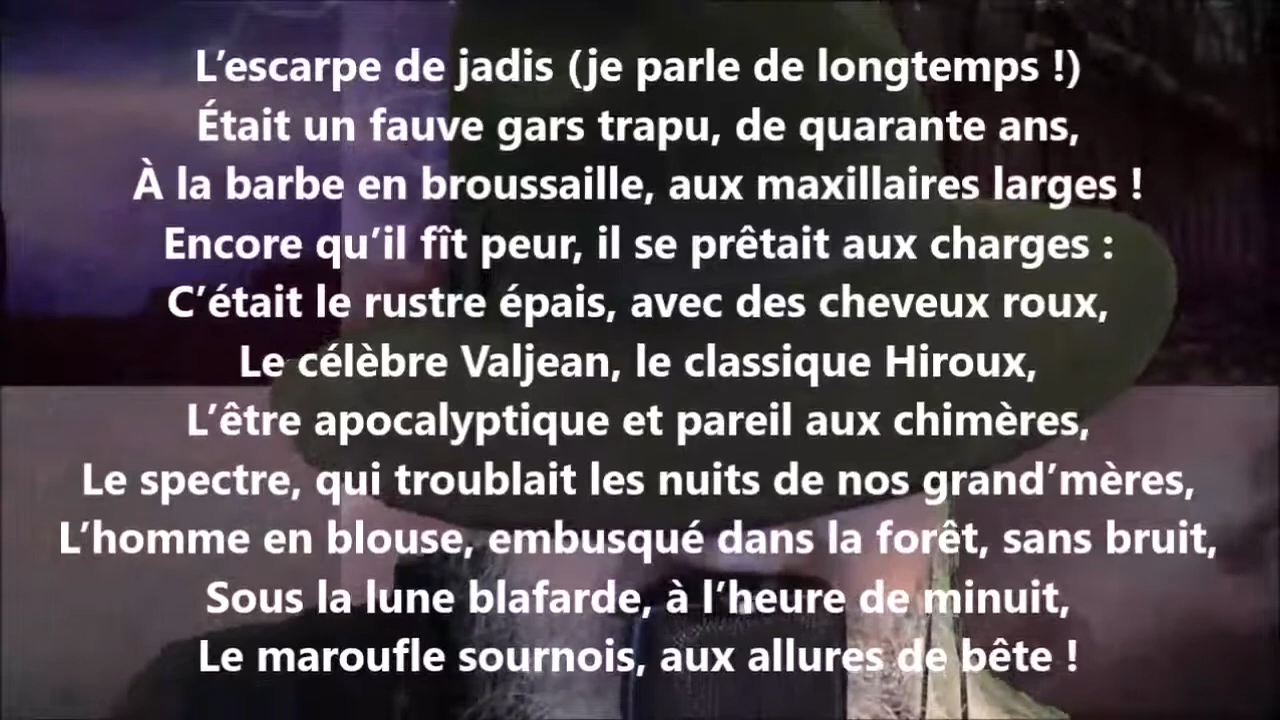 L’escarpe de jadis (je parle de longtemps !)
Était un fauve gars trapu, de quarante ans,
À la barbe en broussaille, aux maxillaires larges !
Encore qu’il fît peur, il se prêtait aux charges :
C’était le rustre épais, avec des cheveux roux,
Le célèbre Valjean, le classique Hiroux,
L’être apocalyptique et pareil aux chimères,
Le spectre, qui troublait les nuits de nos grand’mères,
L’homme en blouse, embusqué dans la forêt, sans bruit,
Sous la lune blafarde, à l’heure de minuit,
Le maroufle sournois, aux allures de bête !